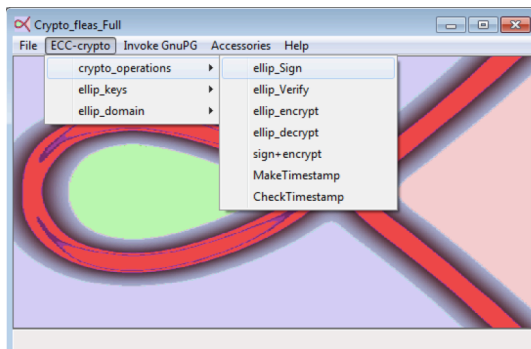 Crypto_fleas_Full
File ECC-crypto Invoke GnuPG Accessories Help
crypto_operations
ellip_keys
ellip_domain
ellip_Sign
ellip_Verify
ellip_encrypt
ellip_decrypt
sign+encrypt
MakeTimestamp
CheckTimestamp